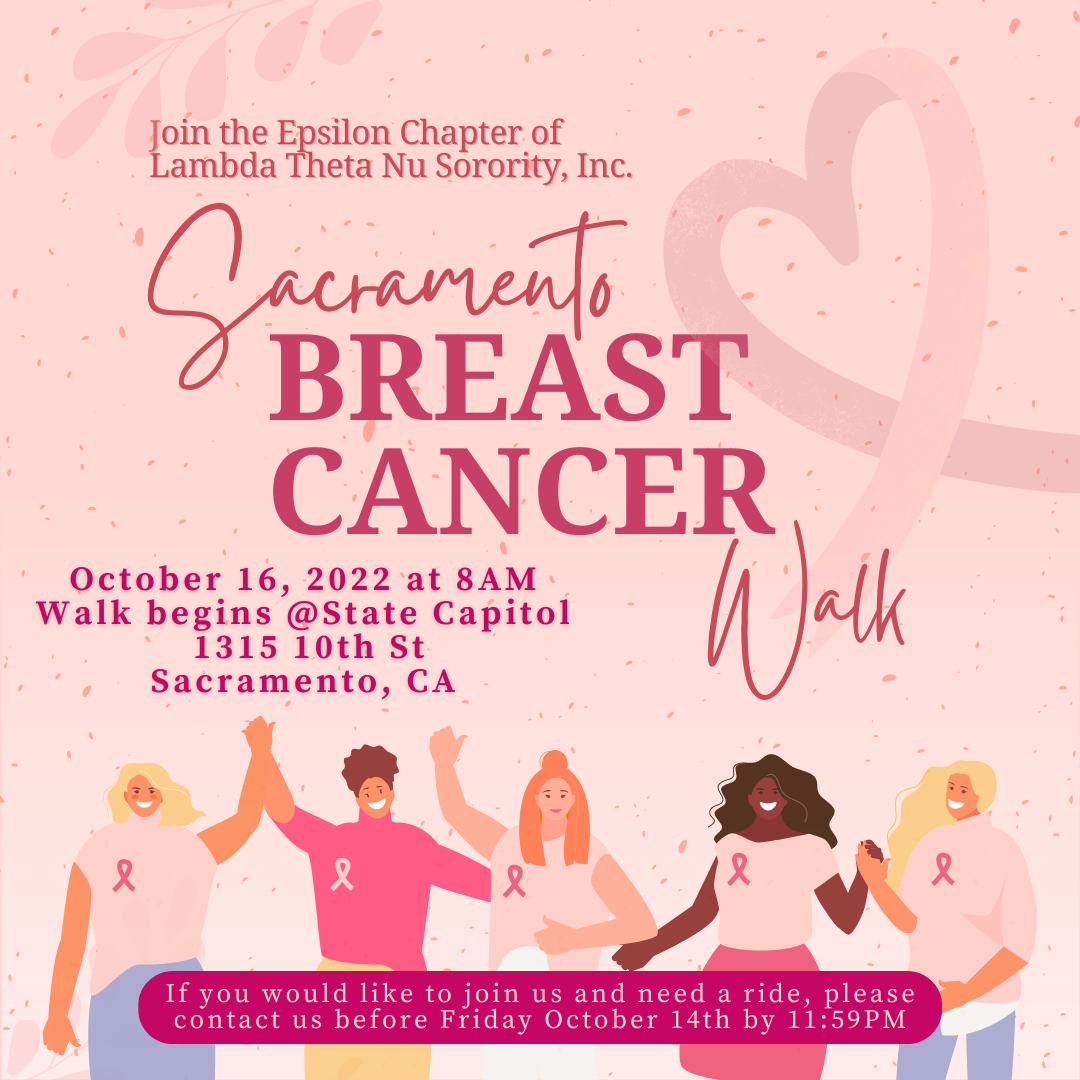 Join the Epsilon Chapter of
Lambda Theta Nu Sorority, Inc.
Sacramento
BREAST
CANCER
Walk
October 16, 2022 at 8AM
Walk begins @State Capitol
1315 10th St
Sacramento, CA
If you would like to join us and need a ride, please
contact us before Friday October 14th by 11:59PM